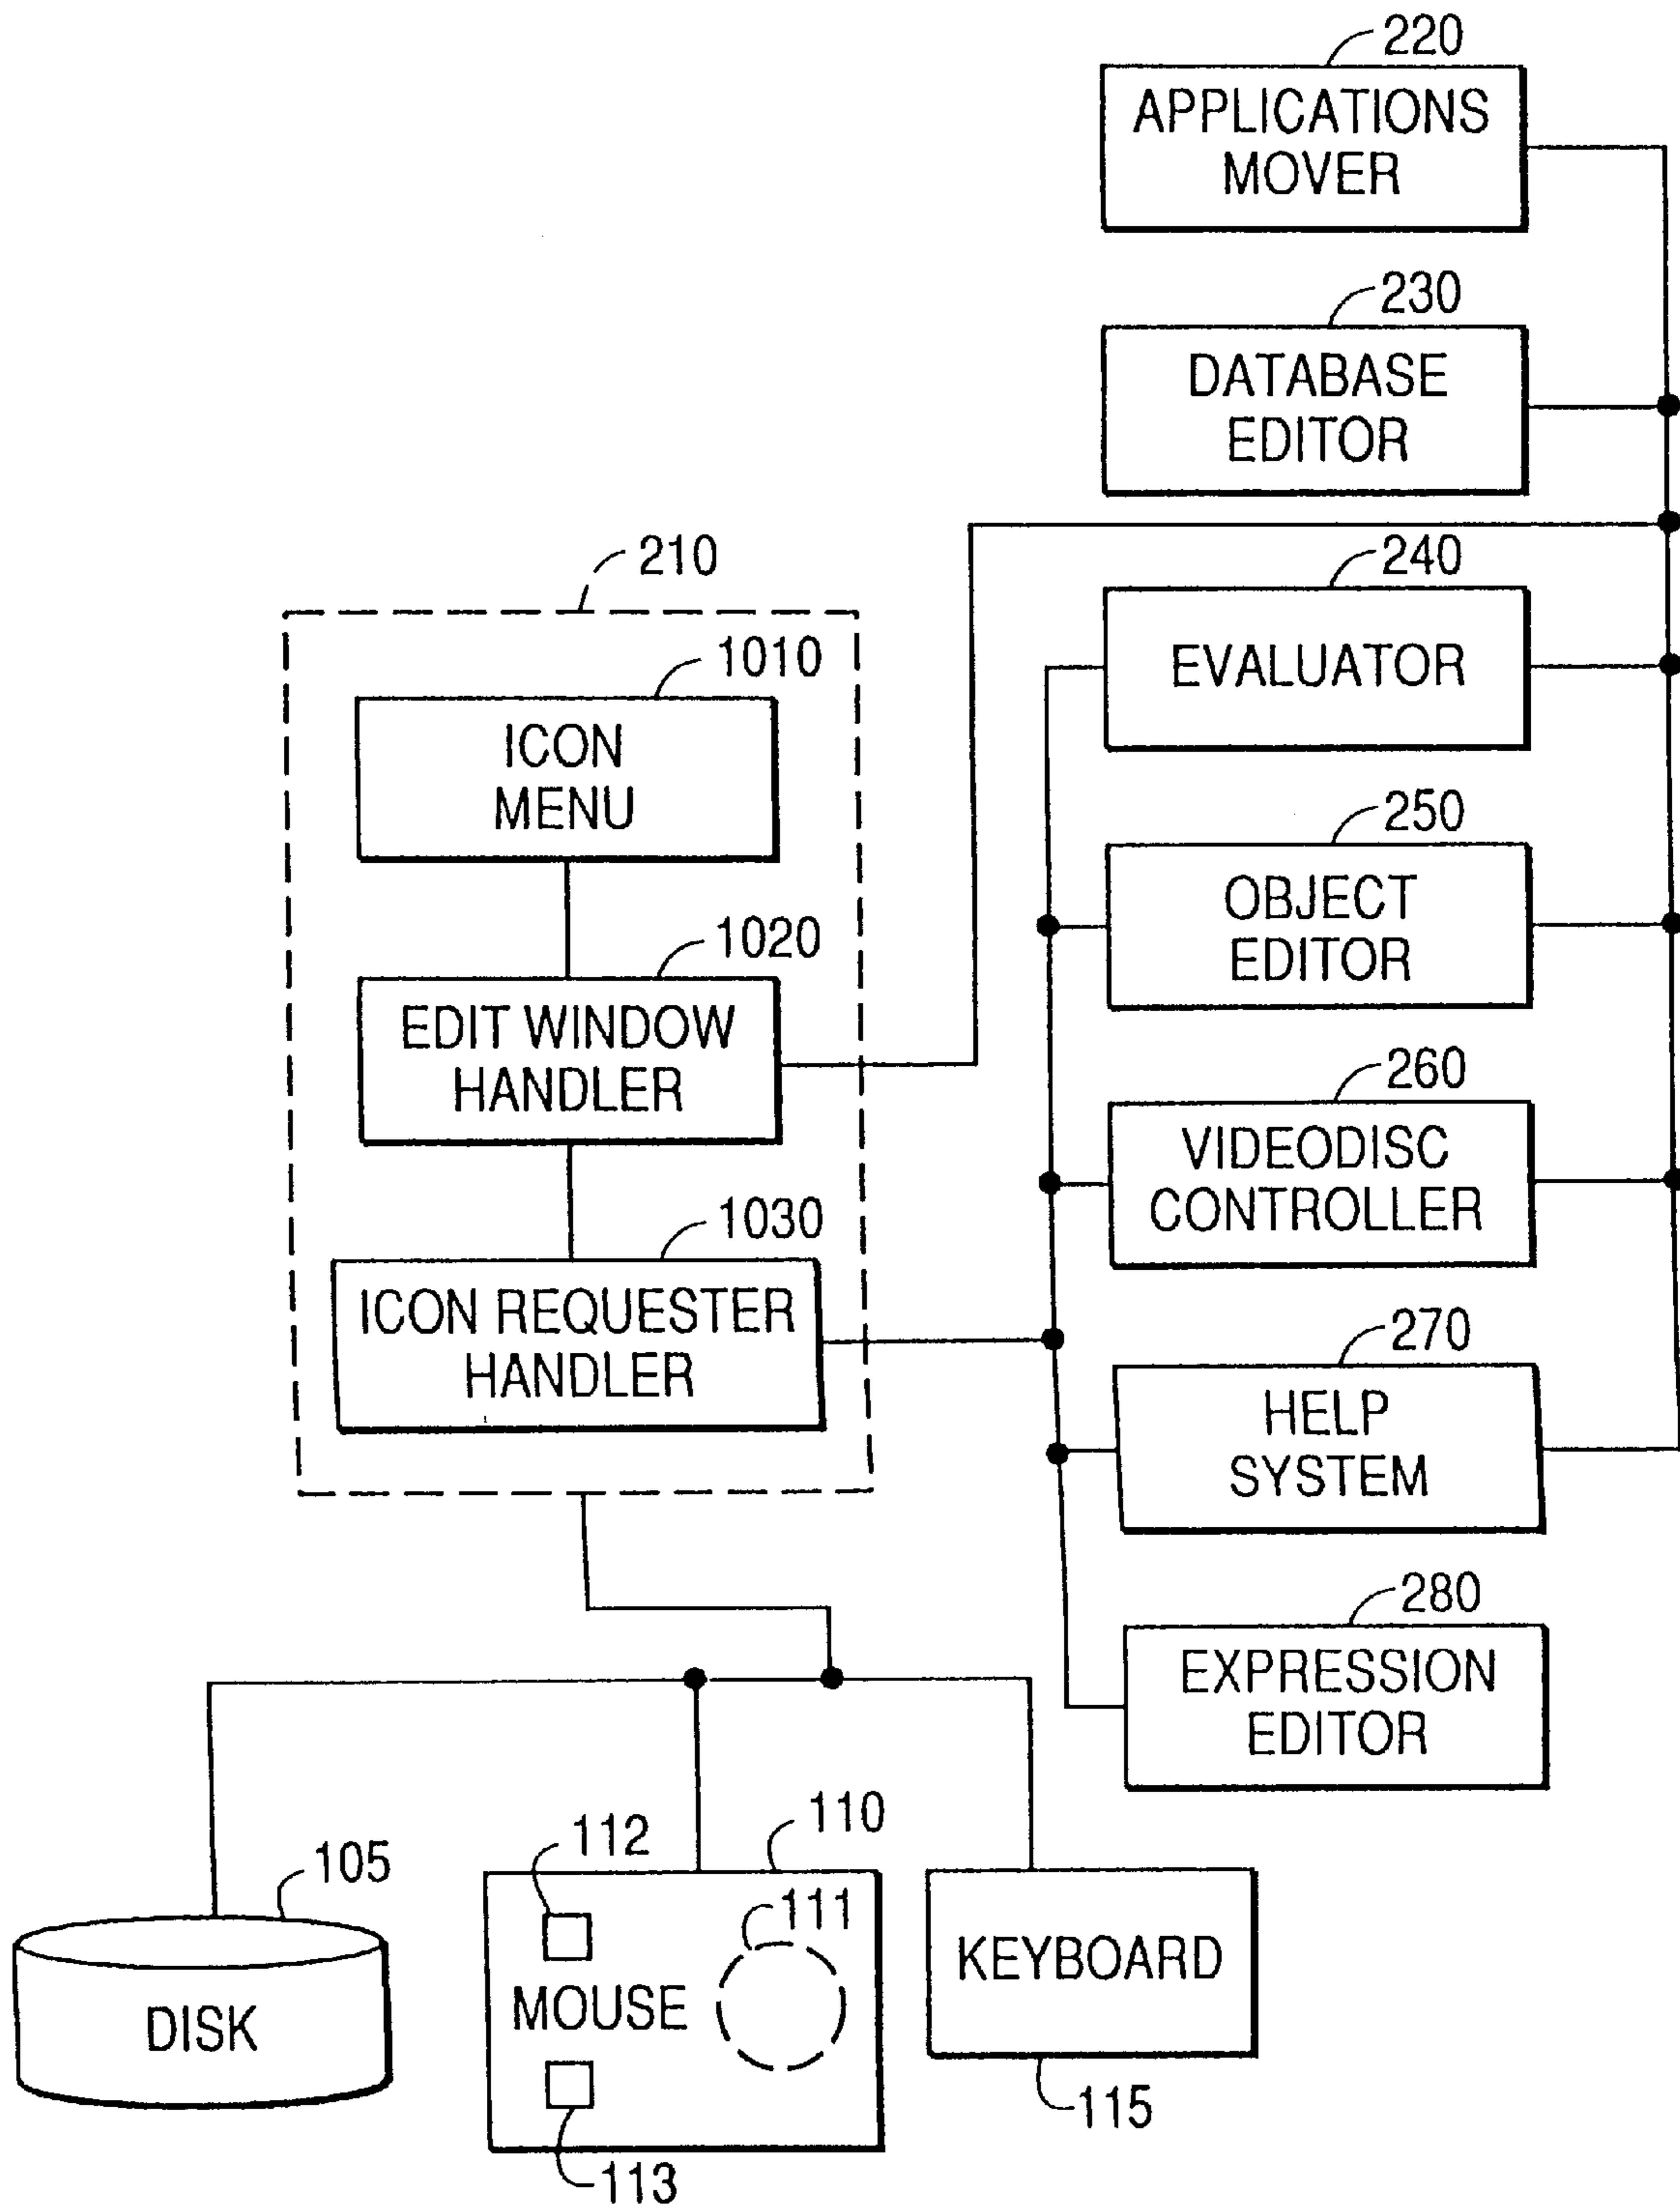 220
APPLICATIONS
MOVER
230
DATABASE
EDITOR
210
240
EVALUATOR
1010
ICON
MENU
250
OBJECT
EDITOR
1020
EDIT WINDOW
HANDLER
260
VIDEODISC
CONTROLLER
1030
ICON REQUESTER
HANDLER
270
HELP
SYSTEM
280
EXPRESSION
EDITOR
105
DISK
112
110
111
MOUSE
113
KEYBOARD
115